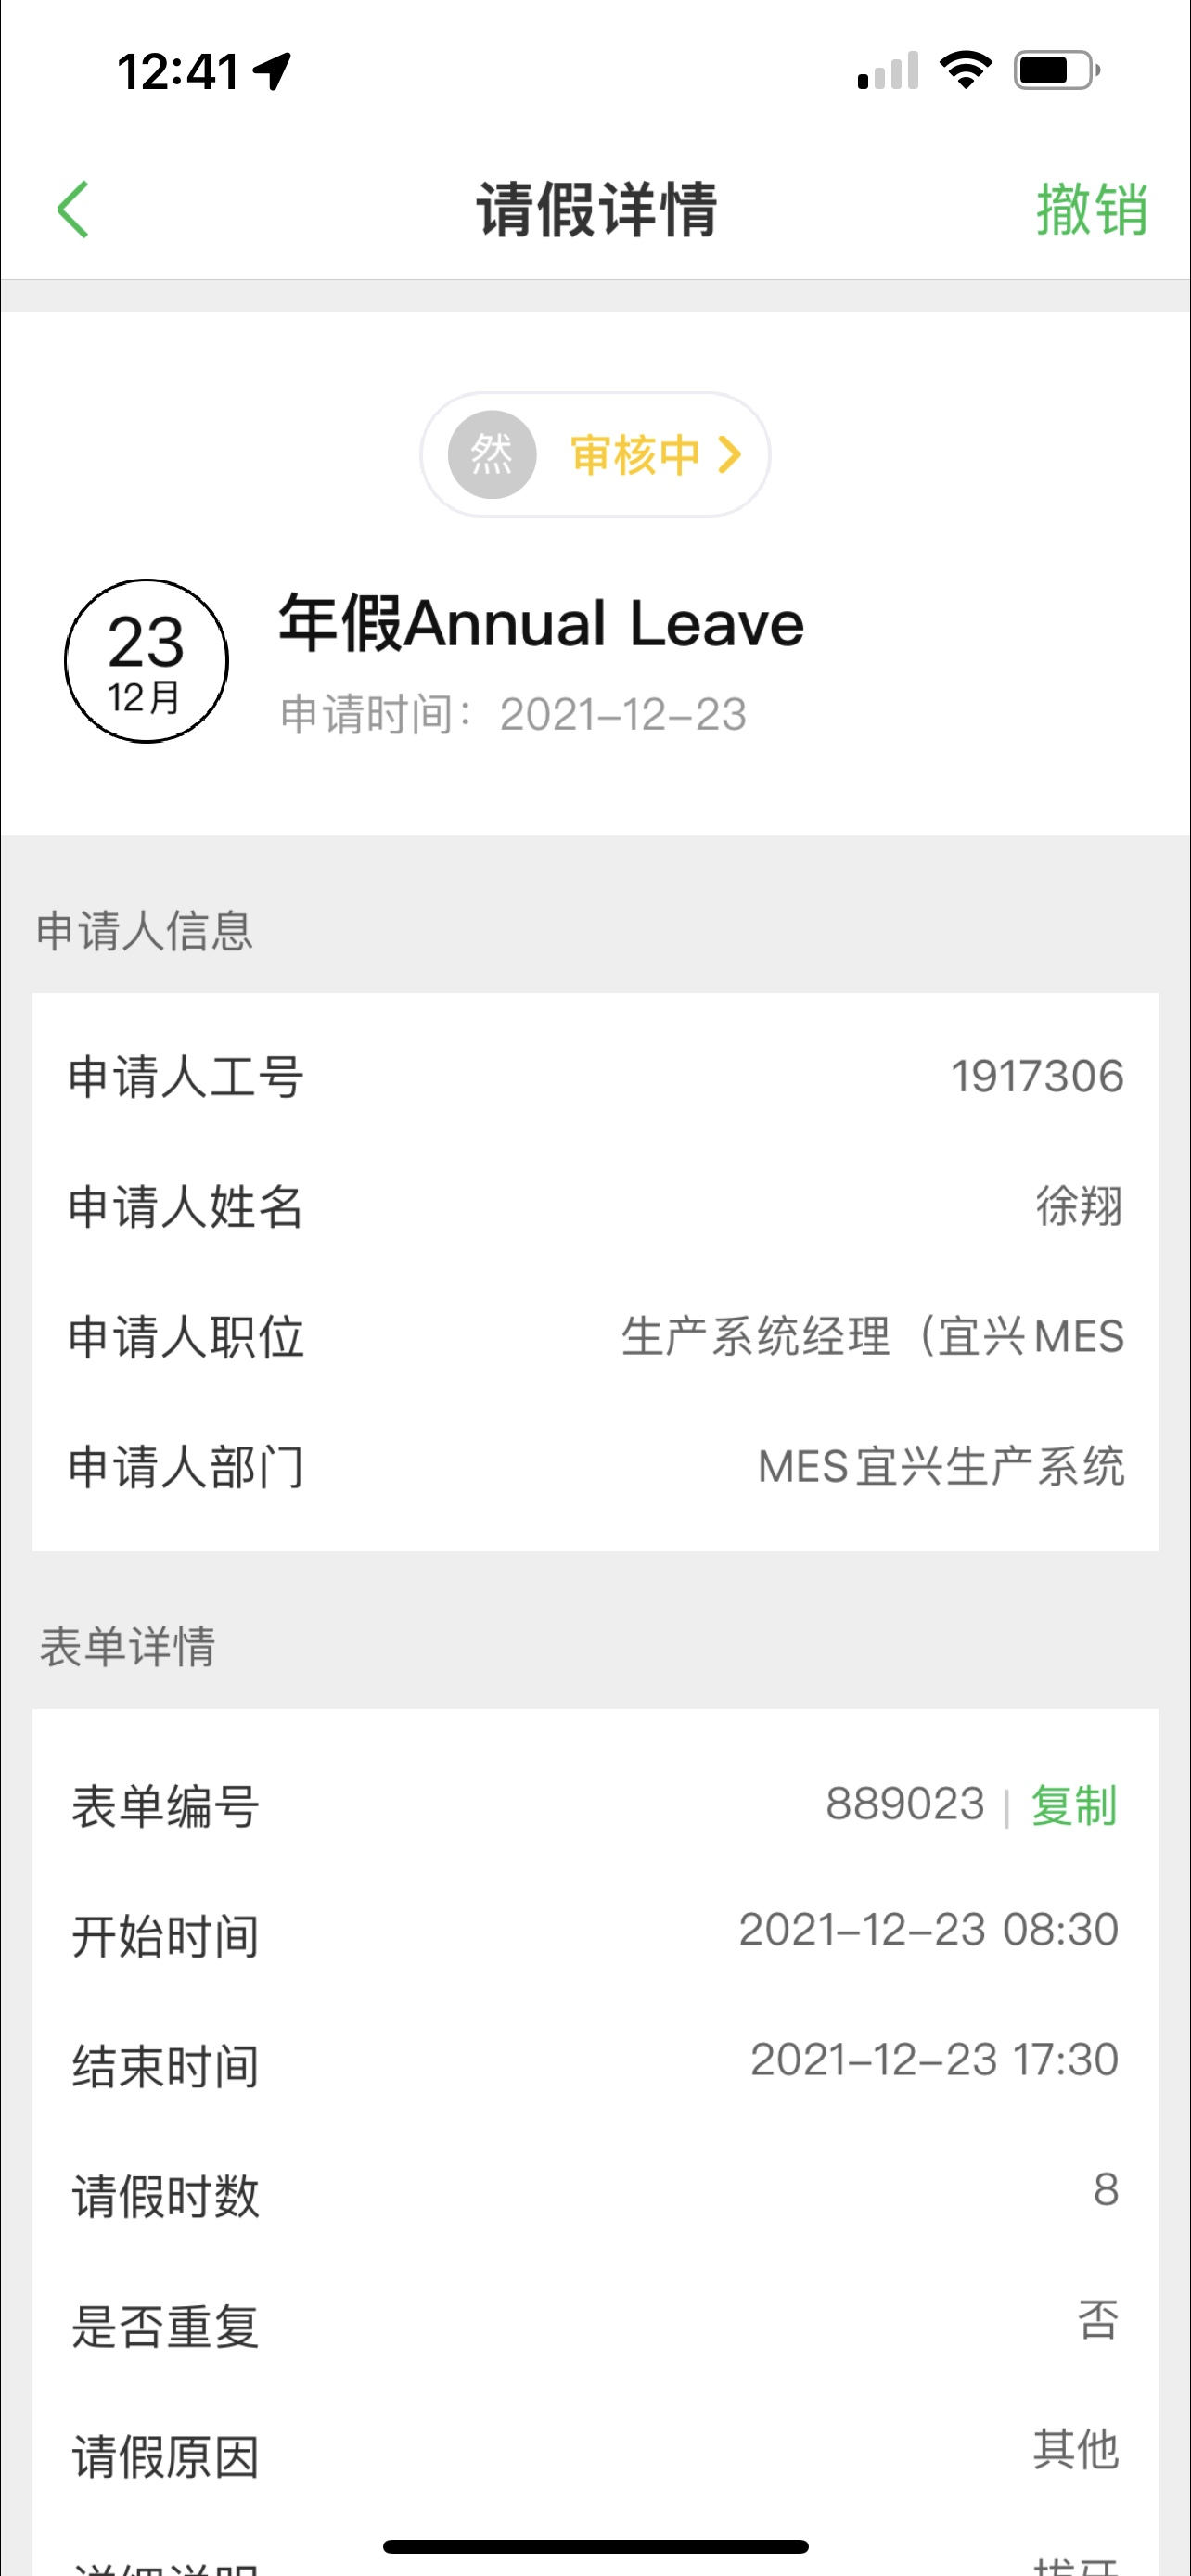 12:41
请假详情
撤销
然 审核中
23
12月
年假Annual Leave
申请时间：2021-12-23
申请人信息
申请人工号 1917306
申请人姓名 徐翔
申请人职位 生产系统经理（宜兴MES
申请人部门 MES宜兴生产系统
表单详情
表单编号 889023 | 复制
开始时间 2021-12-23 08:30
结束时间 2021-12-23 17:30
请假时数 8
是否重复 否
请假原因 其他